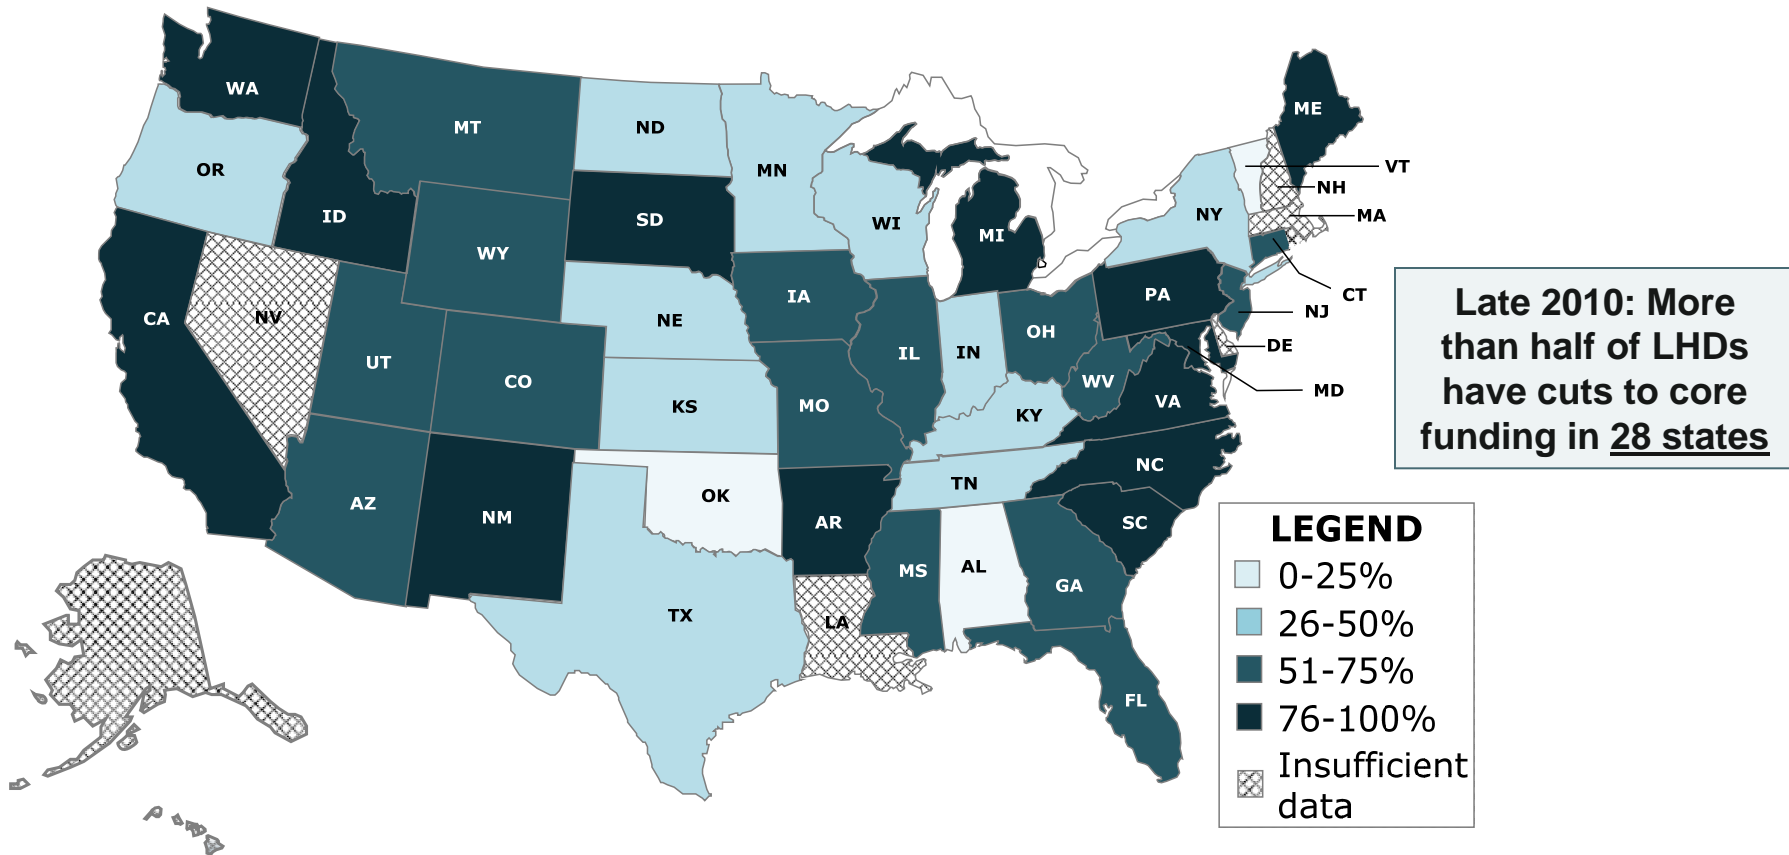 WA
ME
MT
ND
OR
MN
VT
NH
ID
SD
WI
NY
MA
MI
WY
CT
IA
PA
NJ
CA
NV
NE
OH
DE
UT
CO
IL
IN
WV
MD
KS
MO
KY
VA
NC
TN
AZ
NM
OK
AR
SC
MS
AL
GA
TX
LA
FL
Late 2010: More
than half of LHDs
have cuts to core
funding in 28 states
LEGEND
0-25%
26-50%
51-75%
76-100%
Insufficient
data